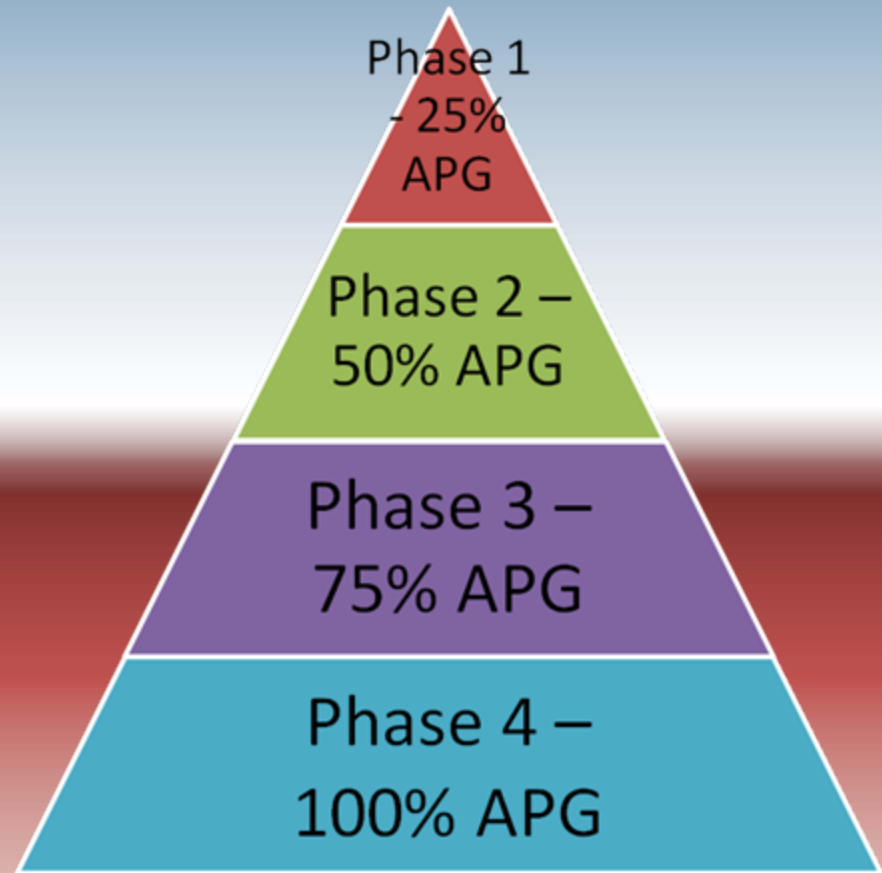 Phase 1
- 25%
APG
Phase 2 –
50% APG
Phase 3 –
75% APG
Phase 4 –
100% APG